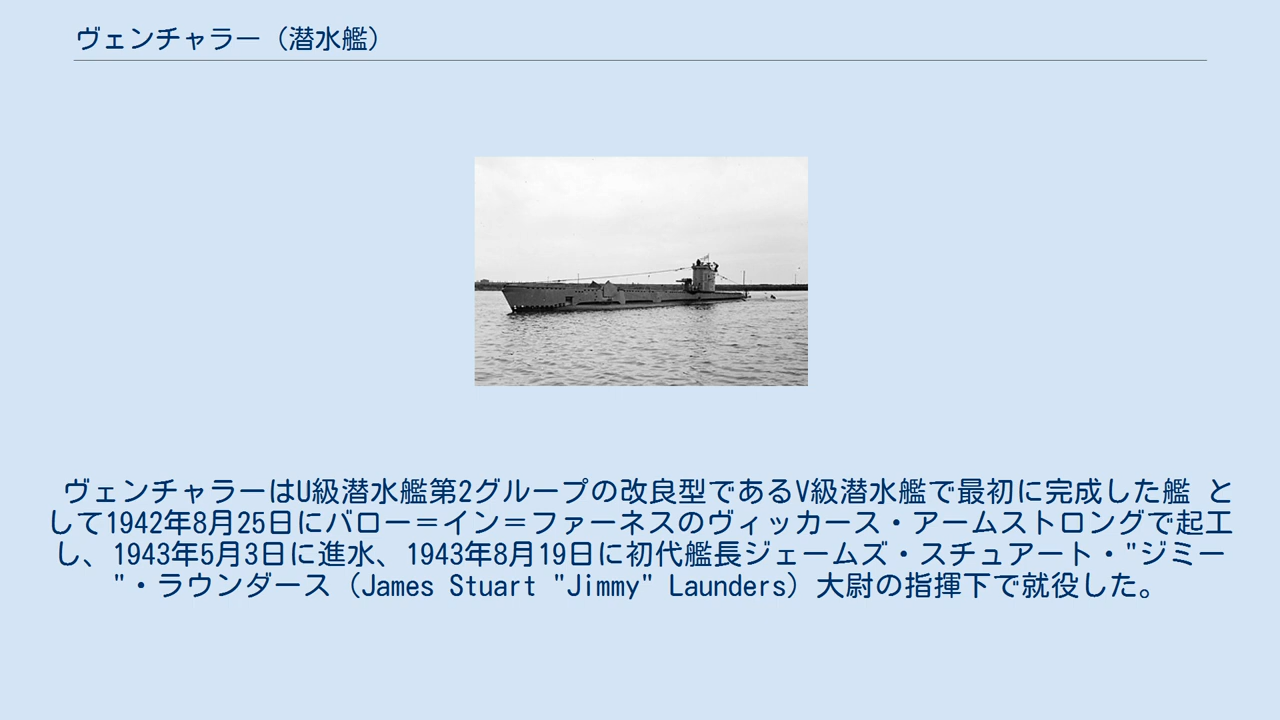 ヴェンチャラー（潜水艦）
ヴェンチャラーはU級潜水艦第2グループの改良型であるV級潜水艦で最初に完成した艦 と
して1942年8月25日にバロー＝イン＝ファーネスのヴィッカース・アームストロングで起工
し、1943年5月3日に進水、1943年8月19日に初代艦長ジェームズ・スチュアート・"ジミー
"・ラウンダース（James Stuart "Jimmy" Launders）大尉の指揮下で就役した。